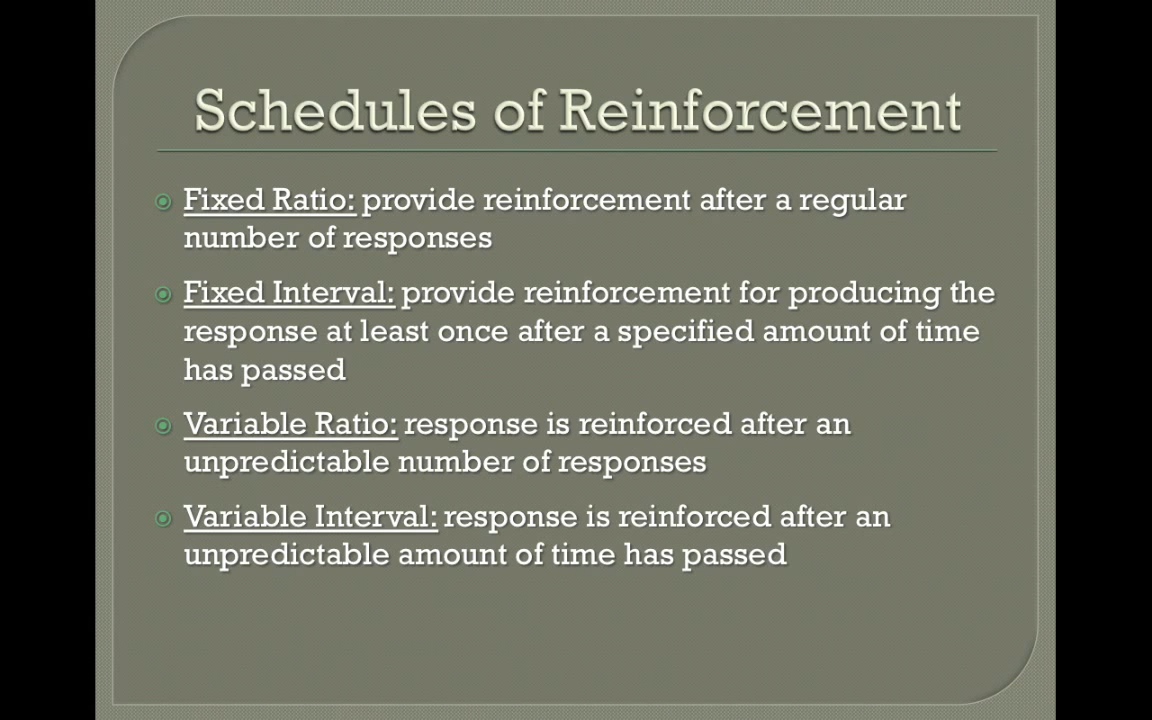 Schedules of Reinforcement
Fixed Ratio: provide reinforcement after a regular
number of responses
Fixed Interval: provide reinforcement for producing the
response at least once after a specified amount of time
has passed
Variable Ratio: response is reinforced after an
unpredictable number of responses
Variable Interval: response is reinforced after an
unpredictable amount of time has passed